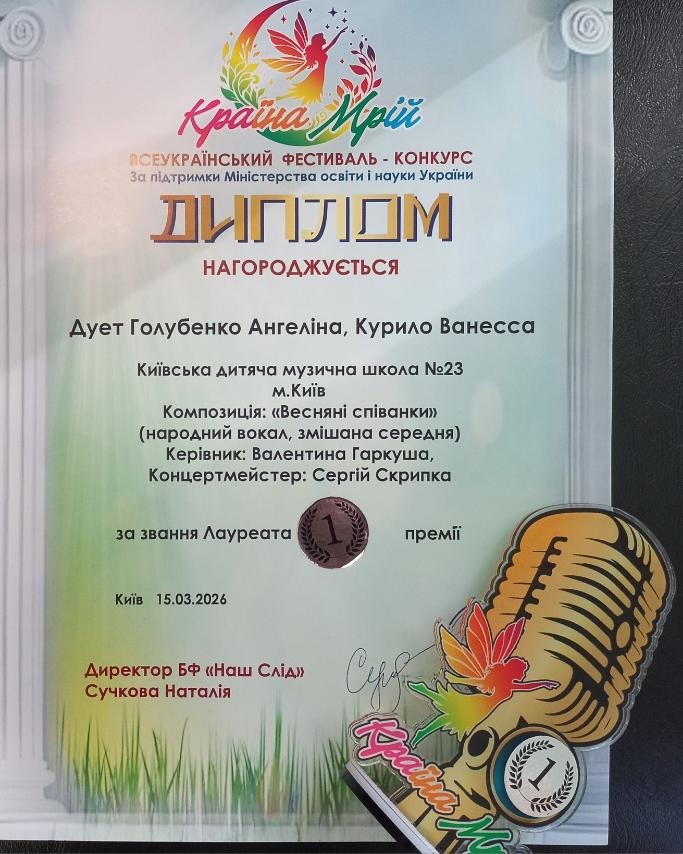 Країна Мрій
ВСЕУКРАЇНСЬКИЙ ФЕСТИВАЛЬ - КОНКУРС
За підтримки Міністерства освіти і науки України
ДИПЛОМ
НАГОРОДЖУЄТЬСЯ
Дует Голубенко Ангеліна, Курило Ванесса
Київська дитяча музична школа №23
м.Київ
Композиція: «Весняні співанки»
(народний вокал, змішана середня)
Керівник: Валентина Гаркуша,
Концертмейстер: Сергій Скрипка
за звання Лауреата 1 премії
Київ 15.03.2026
Директор БФ «Наш Слід»
Сучкова Наталія
Країна
1